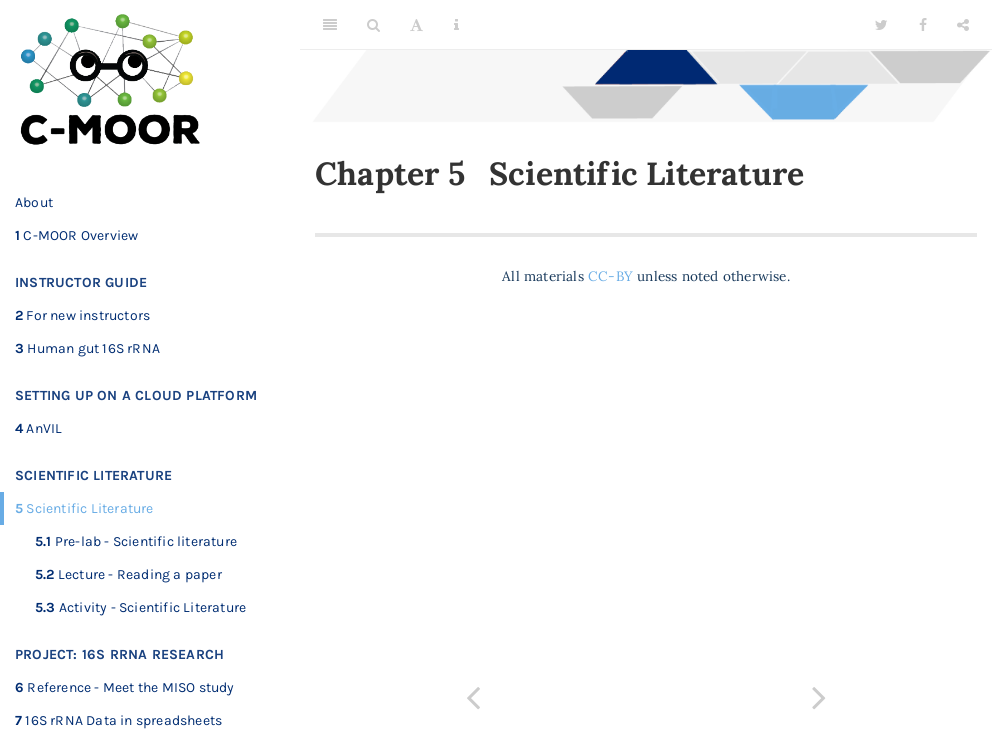 C-MOOR
About
1 C-MOOR Overview
INSTRUCTOR GUIDE
2 For new instructors
3 Human gut 16S rRNA
SETTING UP ON A CLOUD PLATFORM
4 AnVIL
SCIENTIFIC LITERATURE
5 Scientific Literature
5.1 Pre-lab - Scientific literature
5.2 Lecture - Reading a paper
5.3 Activity - Scientific Literature
PROJECT: 16S RRNA RESEARCH
6 Reference - Meet the MISO study
7 16S rRNA Data in spreadsheets
Chapter 5 Scientific Literature
All materials CC-BY unless noted otherwise.